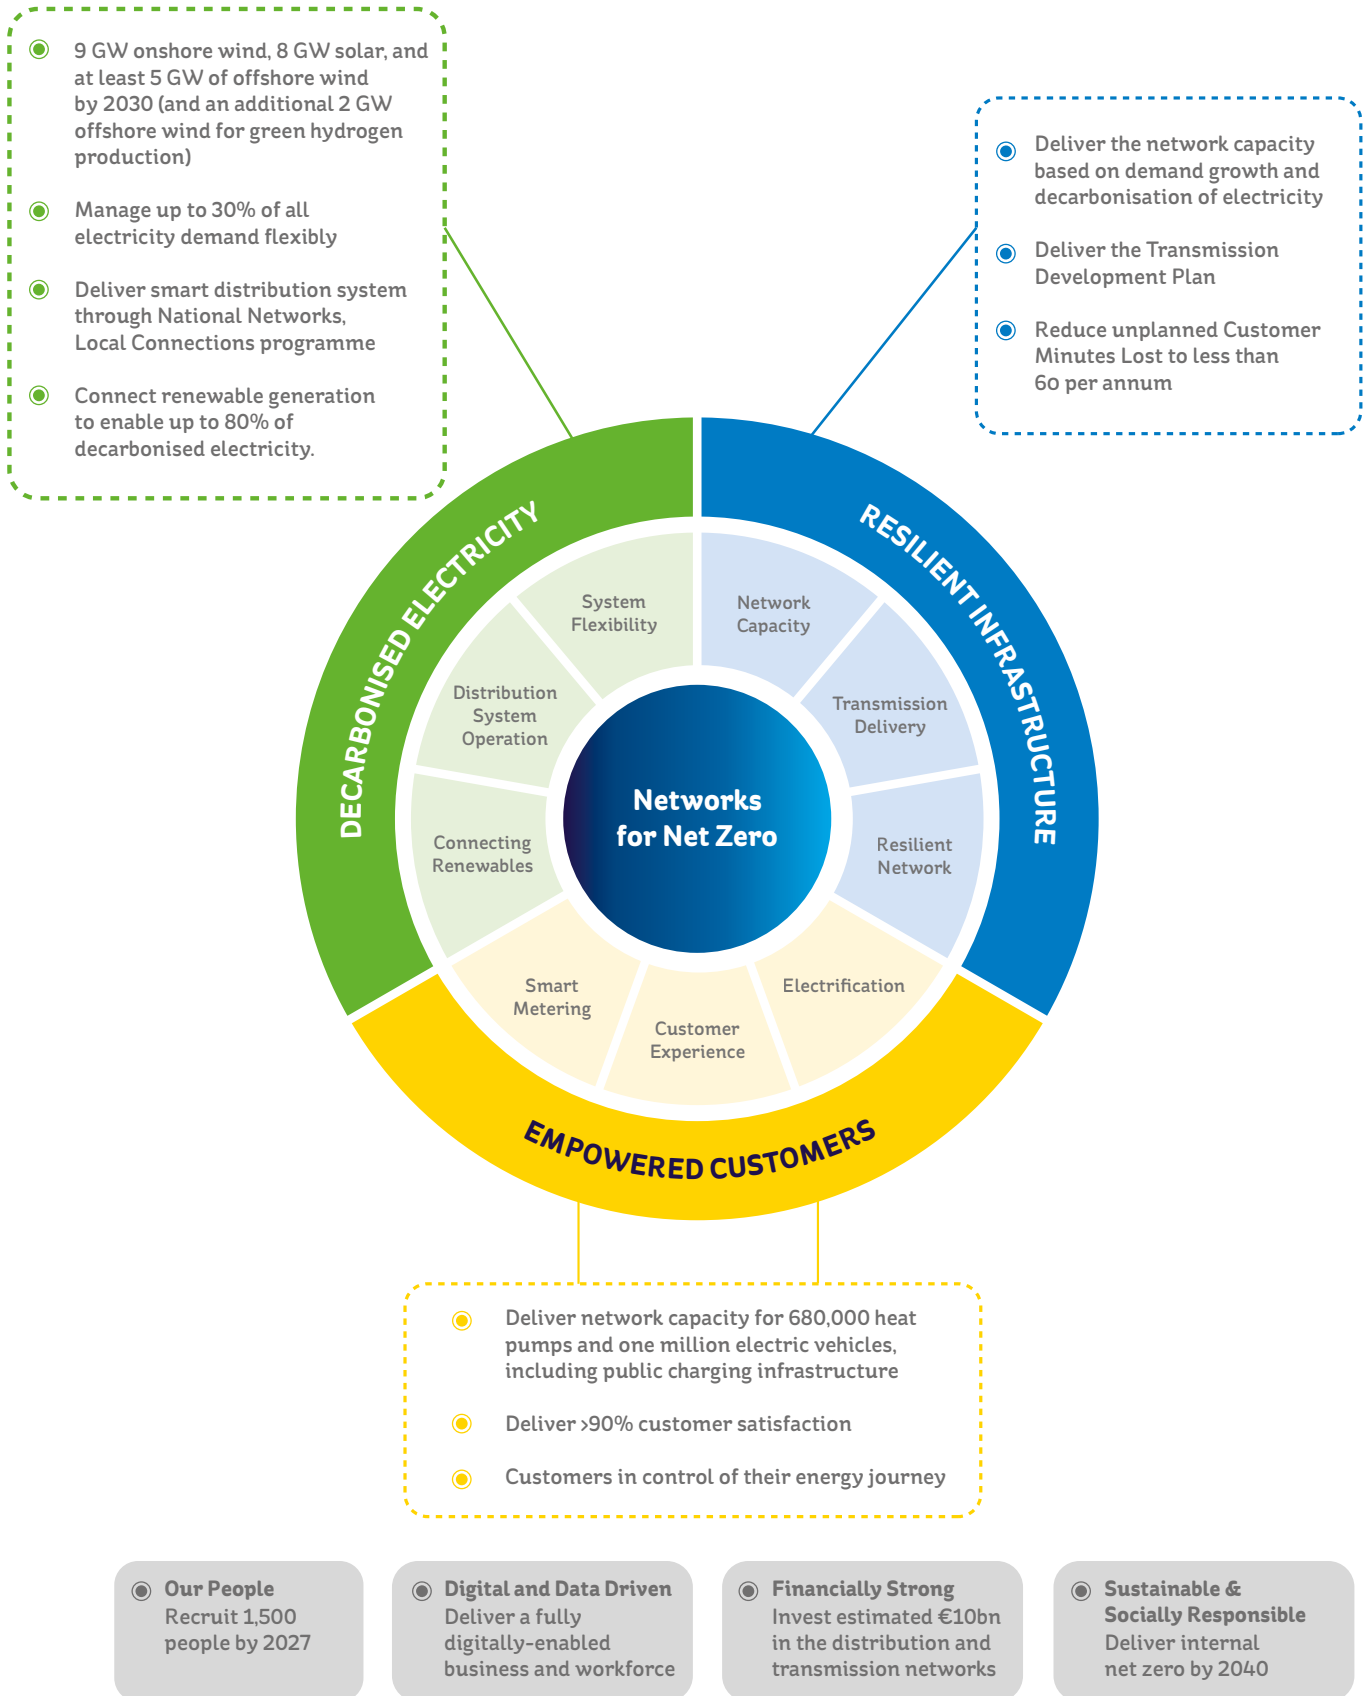 9 GW onshore wind, 8 GW solar, and
at least 5 GW of offshore wind
by 2030 (and an additional 2 GW
offshore wind for green hydrogen
production)
Manage up to 30% of all
electricity demand flexibly
Deliver smart distribution system
through National Networks,
Local Connections programme
Connect renewable generation
to enable up to 80% of
decarbonised electricity.
Deliver the network capacity
based on demand growth and
decarbonisation of electricity
Deliver the Transmission
Development Plan
Reduce unplanned Customer
Minutes Lost to less than
60 per annum
DECARBONISED ELECTRICITY
RESILIENT INFRASTRUCTURE
System
Flexibility
Network
Capacity
Distribution
System
Operation
Transmission
Delivery
Networks
for Net Zero
Connecting
Renewables
Resilient
Network
Smart
Metering
Customer
Experience
Electrification
EMPOWERED CUSTOMERS
Deliver network capacity for 680,000 heat
pumps and one million electric vehicles,
including public charging infrastructure
Deliver >90% customer satisfaction
Customers in control of their energy journey
Our People
Recruit 1,500
people by 2027
Digital and Data Driven
Deliver a fully
digitally-enabled
business and workforce
Financially Strong
Invest estimated €10bn
in the distribution and
transmission networks
Sustainable &
Socially Responsible
Deliver internal
net zero by 2040